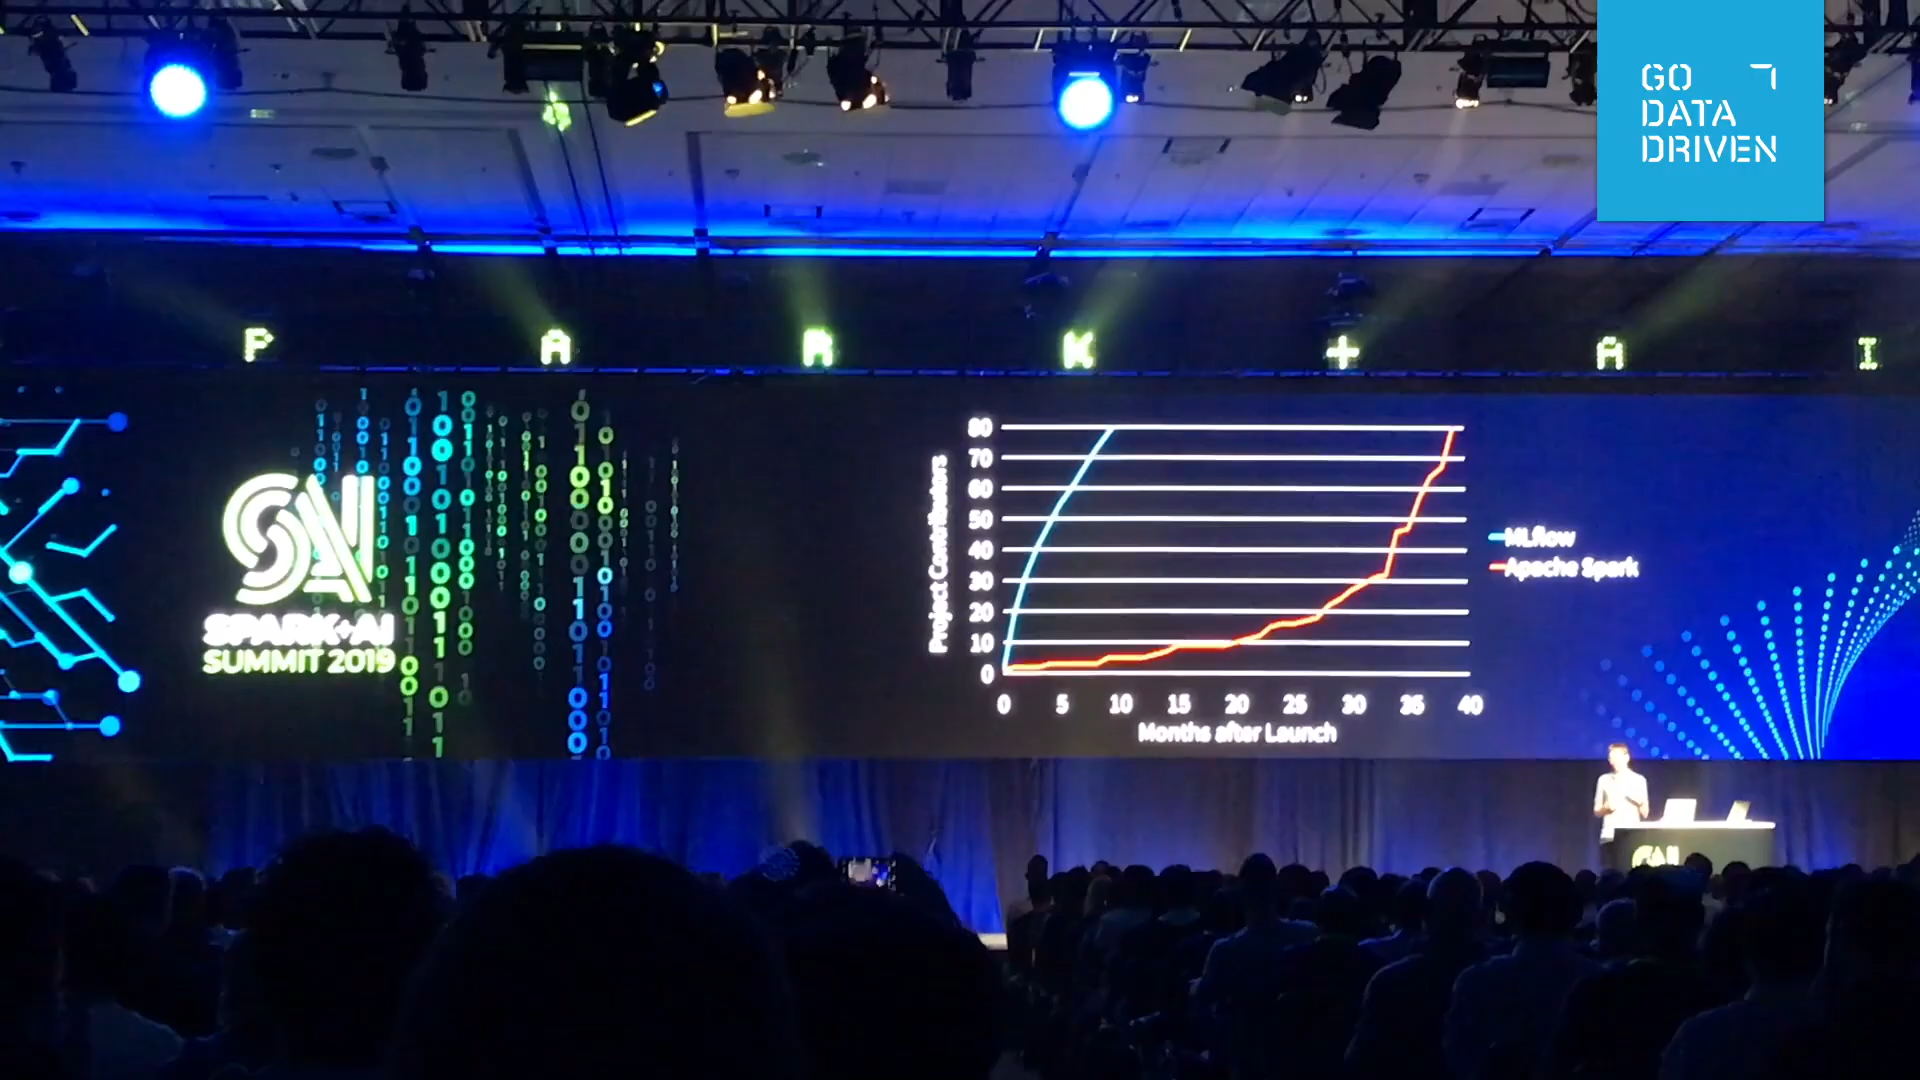 GO
DATA
DRIVEN
P A R K + A I
SPARK+AI
SUMMIT 2019
Project Contributors
80
70
60
50
40
30
20
10
0
0 5 10 15 20 25 30 35 40
Months after Launch
MLflow
Apache Spark
SAI